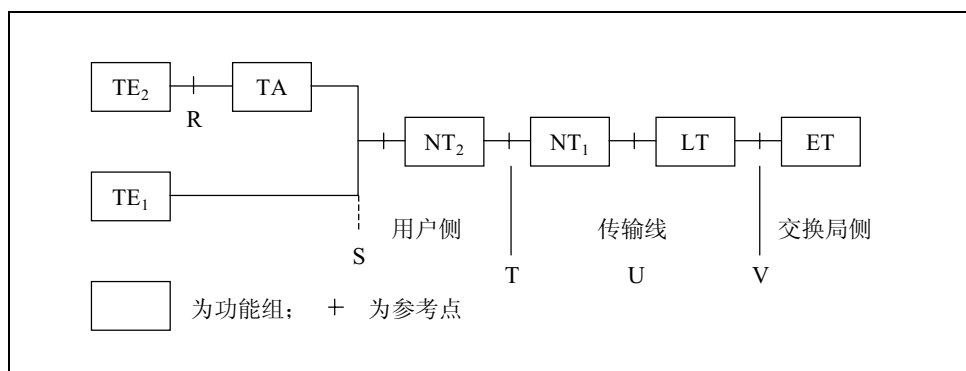 TE₂ TA
R
NT₂ NT₁ LT ET
TE₁
用户侧 传输线 交换局侧
S T U V
为功能组; + 为参考点